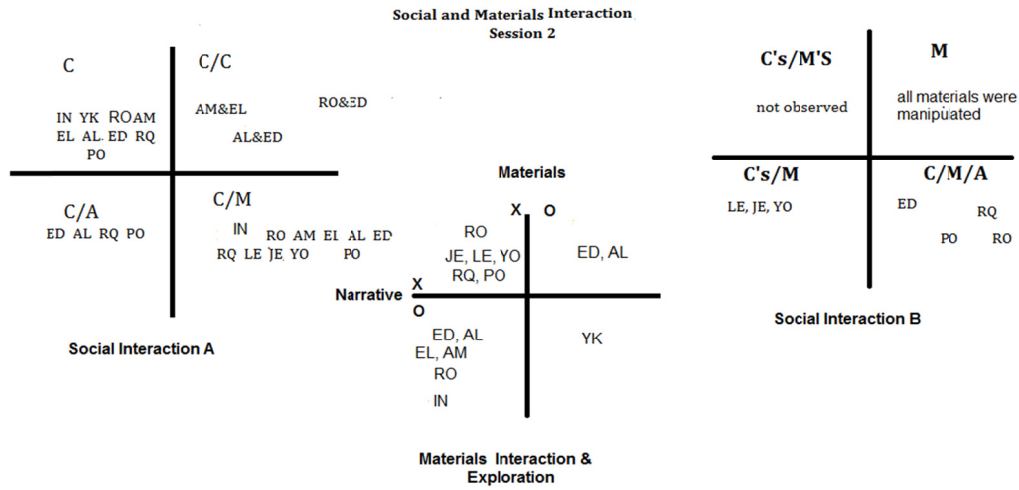 Social and Materials Interaction
Session 2
C
C/C
IN YK ROAM
EL AL. ED RQ
PO
AM&EL
RO&ED
AL&ED
C/A
ED AL RQ PO
C/M
IN
RO AM EL AL ED
RQ LE JE, YO PO
Social Interaction A
Materials
X O
RO
JE, LE, YO
RQ, PO
ED, AL
X
Narrative
O
ED, AL
EL, AM
RO
IN
YK
Materials Interaction &
Exploration
C's/M'S
M
not observed
all materials were
manipuated
C's/M
C/M/A
LE, JE, YO
ED
RQ
PO RO
Social Interaction B